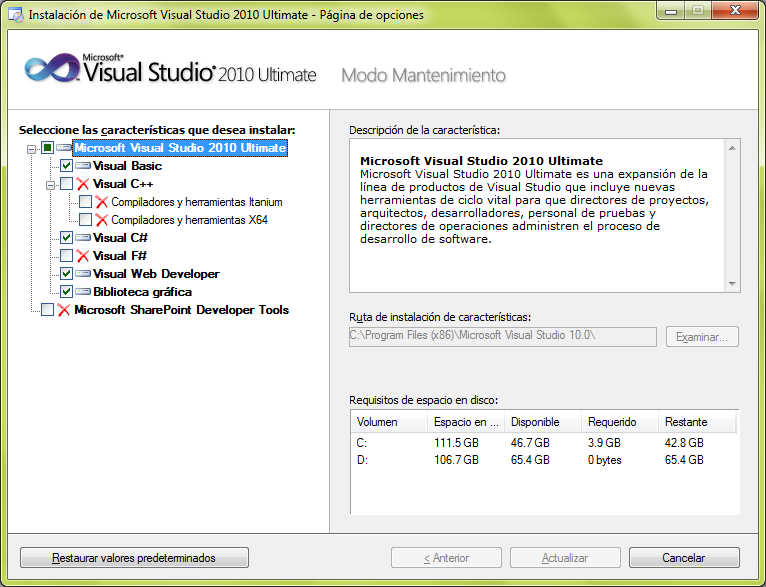 Instalación de Microsoft Visual Studio 2010 Ultimate - Página de opciones
Microsoft®
Visual Studio® 2010 Ultimate
Modo Mantenimiento
Seleccione las características que desea instalar:
Microsoft Visual Studio 2010 Ultimate
Visual Basic
Visual C++
Compiladores y herramientas Itanium
Compiladores y herramientas X64
Visual C#
Visual F#
Visual Web Developer
Biblioteca gráfica
Microsoft SharePoint Developer Tools
Descripción de la característica:
Microsoft Visual Studio 2010 Ultimate
Microsoft Visual Studio 2010 Ultimate es una expansión de la
línea de productos de Visual Studio que incluye nuevas
herramientas de ciclo vital para que directores de proyectos,
arquitectos, desarrolladores, personal de pruebas y
directores de operaciones administren el proceso de
desarrollo de software.
Ruta de instalación de características:
C:\Program Files (x86)\Microsoft Visual Studio 10.0\
Examinar...
Requisitos de espacio en disco:
Volumen Espacio en ... Disponible Requerido Restante
C: 111.5 GB 46.7 GB 3.9 GB 42.8 GB
D: 106.7 GB 65.4 GB 0 bytes 65.4 GB
Restaurar valores predeterminados
< Anterior
Actualizar
Cancelar